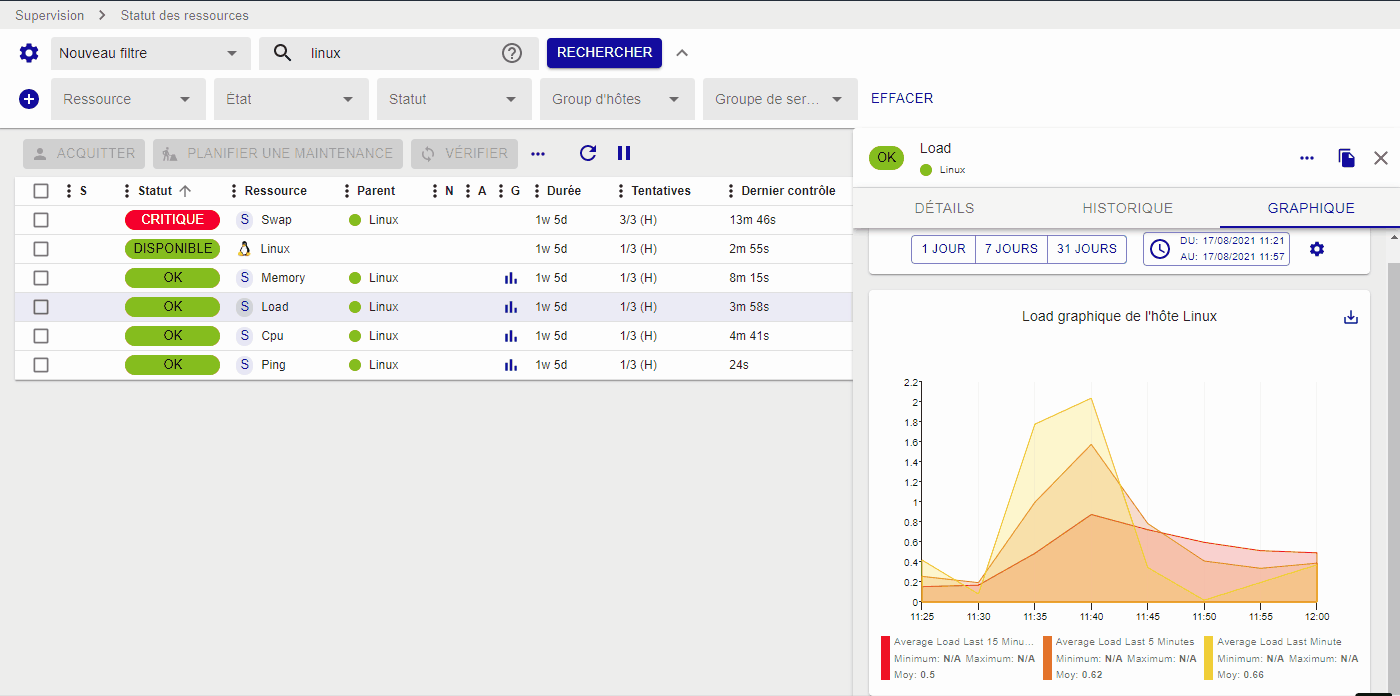 Supervision > Statut des ressources
Nouveau filtre linux ? RECHERCHER
Ressource État Statut Group d'hôtes Groupe de ser... EFFACER
ACQUITTER PLANIFIER UNE MAINTENANCE VÉRIFIER
S Statut Ressource Parent N A G Durée Tentatives Dernier contrôle
CRITIQUE S Swap Linux 1w 5d 3/3 (H) 13m 46s
DISPONIBLE Linux 1w 5d 1/3 (H) 2m 55s
OK S Memory Linux 1w 5d 1/3 (H) 8m 15s
OK S Load Linux 1w 5d 1/3 (H) 3m 58s
OK S Cpu Linux 1w 5d 1/3 (H) 4m 41s
OK S Ping Linux 1w 5d 1/3 (H) 24s
OK Load
Linux
DÉTAILS HISTORIQUE GRAPHIQUE
1 JOUR 7 JOURS 31 JOURS
DU: 17/08/2021 11:21
AU: 17/08/2021 11:57
Load graphique de l'hôte Linux
2.2
2
1.8
1.6
1.4
1.2
1
0.8
0.6
0.4
0.2
0
11:25 11:30 11:35 11:40 11:45 11:50 11:55 12:00
Average Load Last 15 Minu... Average Load Last 5 Minutes Average Load Last Minute
Minimum: N/A Maximum: N/A Minimum: N/A Maximum: N/A Minimum: N/A Maximum: N/A
Moy: 0.5 Moy: 0.62 Moy: 0.66